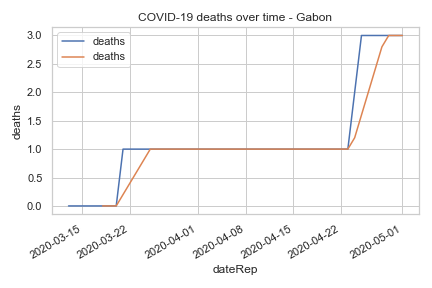 COVID-19 deaths over time - Gabon
deaths
deaths
deaths
3.0
2.5
2.0
1.5
1.0
0.5
0.0
2020-03-15
2020-03-22
2020-04-01
2020-04-08
2020-04-15
2020-04-22
2020-05-01
dateRep